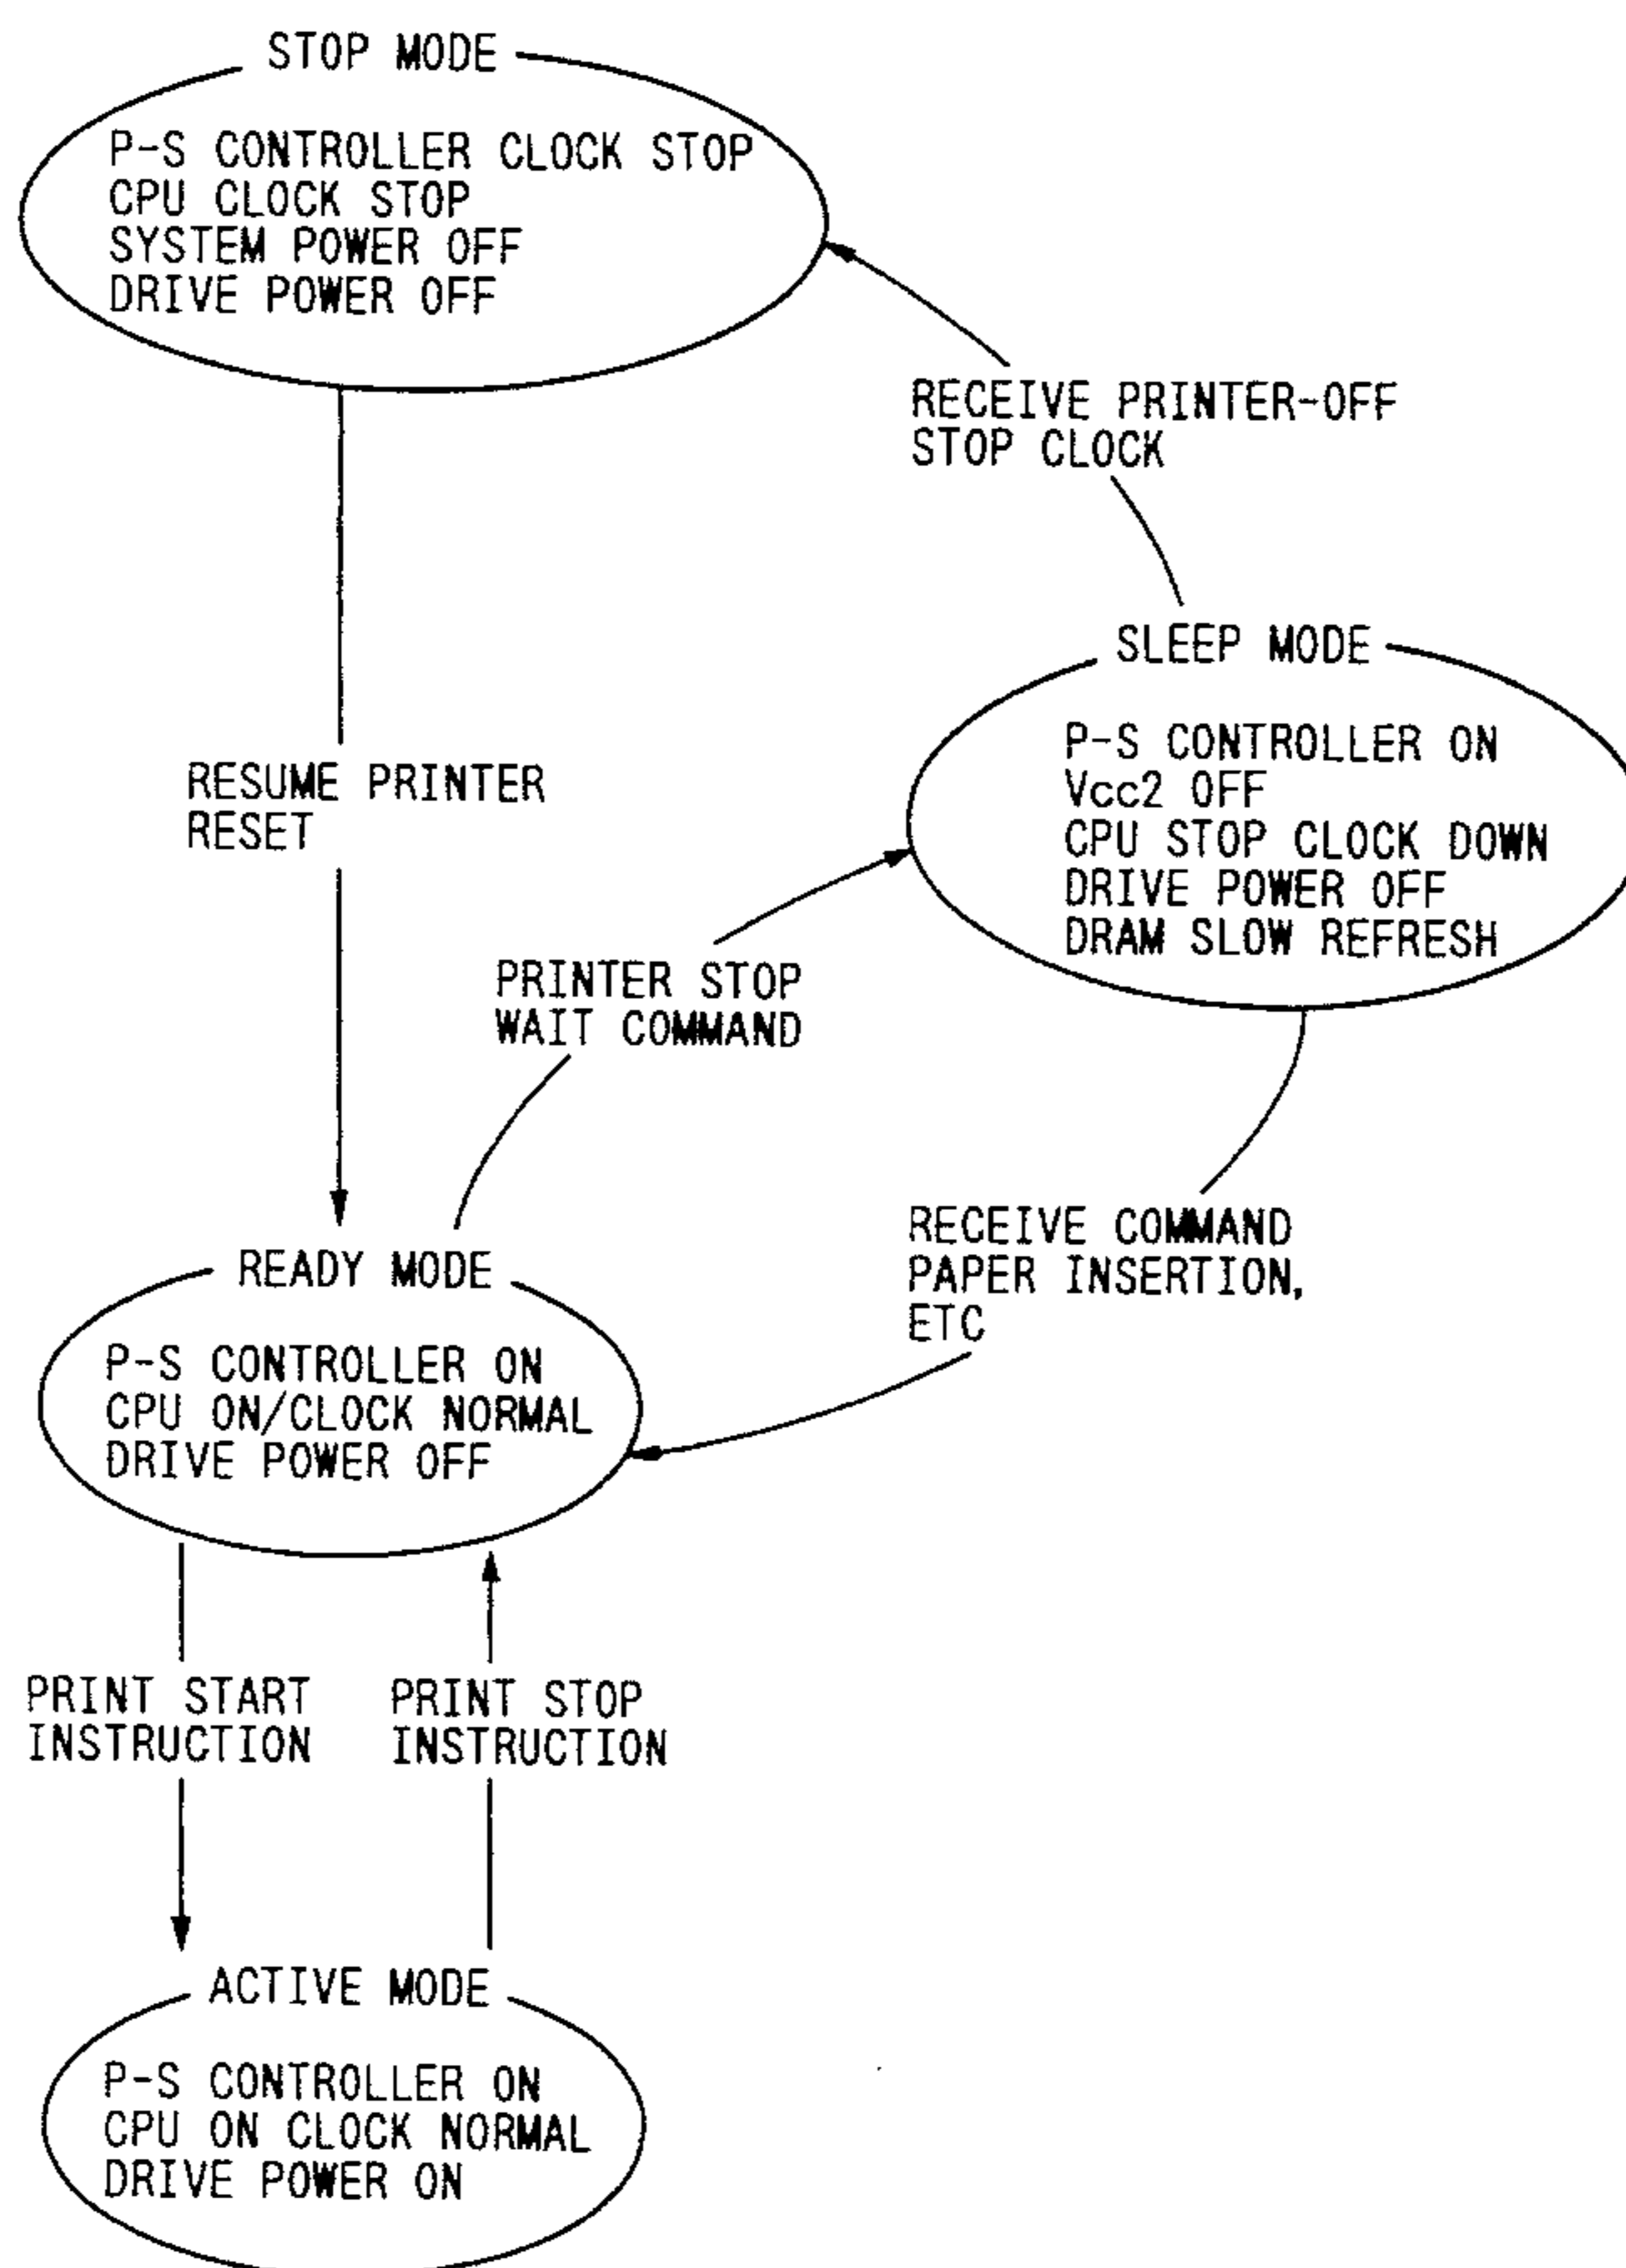 STOP MODE
P-S CONTROLLER CLOCK STOP
CPU CLOCK STOP
SYSTEM POWER OFF
DRIVE POWER OFF
RECEIVE PRINTER-OFF
STOP CLOCK
SLEEP MODE
P-S CONTROLLER ON
Vcc2 OFF
CPU STOP CLOCK DOWN
DRIVE POWER OFF
DRAM SLOW REFRESH
RESUME PRINTER
RESET
PRINTER STOP
WAIT COMMAND
RECEIVE COMMAND
PAPER INSERTION,
ETC
READY MODE
P-S CONTROLLER ON
CPU ON/CLOCK NORMAL
DRIVE POWER OFF
PRINT START
INSTRUCTION
PRINT STOP
INSTRUCTION
ACTIVE MODE
P-S CONTROLLER ON
CPU ON CLOCK NORMAL
DRIVE POWER ON